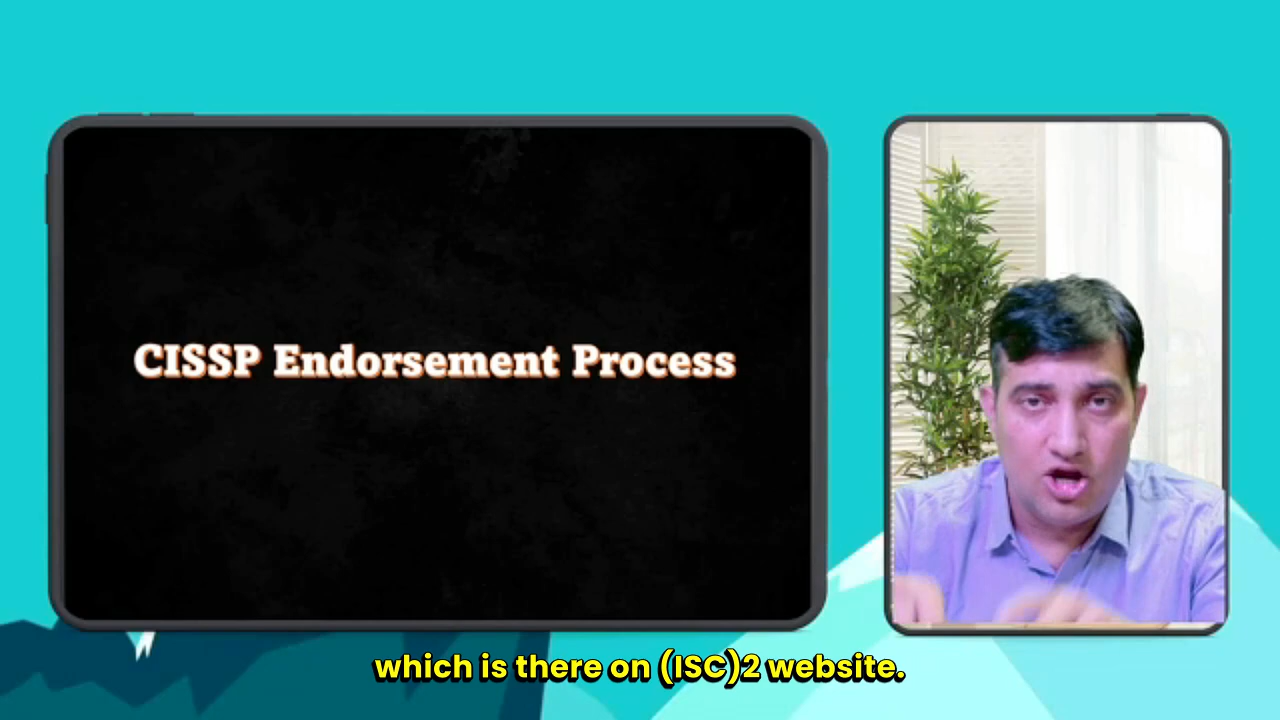 CISSP Endorsement Process
which is there on (ISC)2 website.